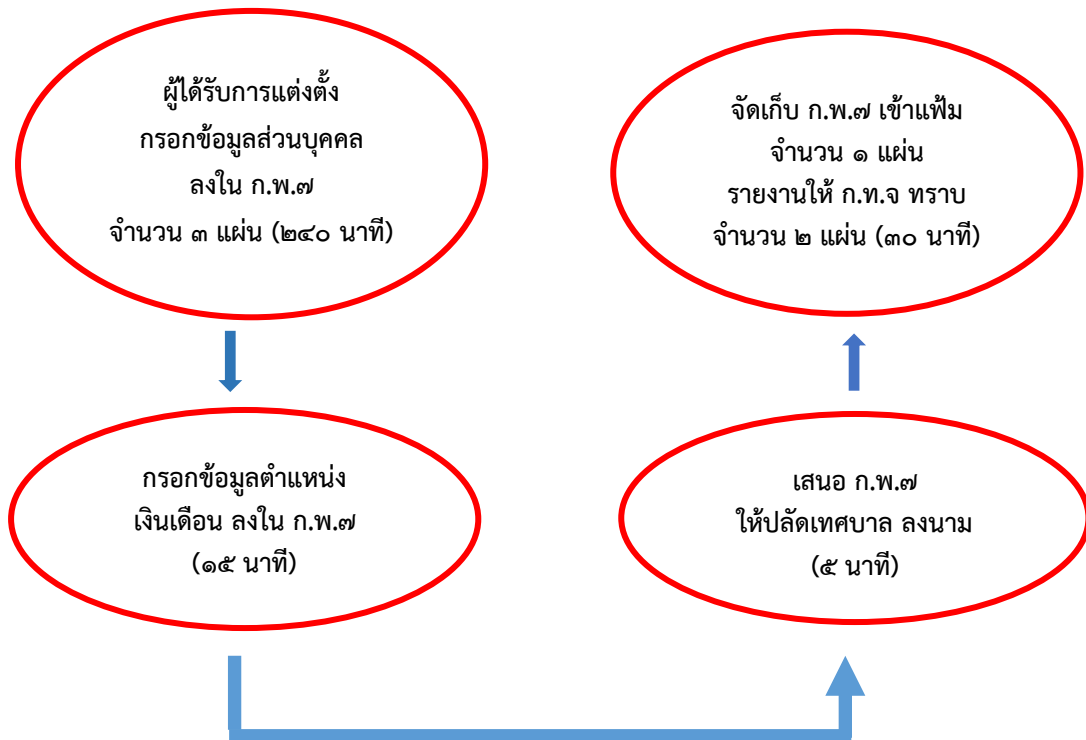 ผู้ได้รับการแต่งตั้ง
กรอกข้อมูลส่วนบุคคล
ลงใน ก.พ.๗
จำนวน ๓ แผ่น (๒๔๐ นาที)
กรอกข้อมูลตำแหน่ง
เงินเดือน ลงใน ก.พ.๗
(๑๕ นาที)
เสนอ ก.พ.๗
ให้ปลัดเทศบาล ลงนาม
(๕ นาที)
จัดเก็บ ก.พ.๗ เข้าแฟ้ม
จำนวน ๑ แผ่น
รายงานให้ ก.ท.จ ทราบ
จำนวน ๒ แผ่น (๓๐ นาที)